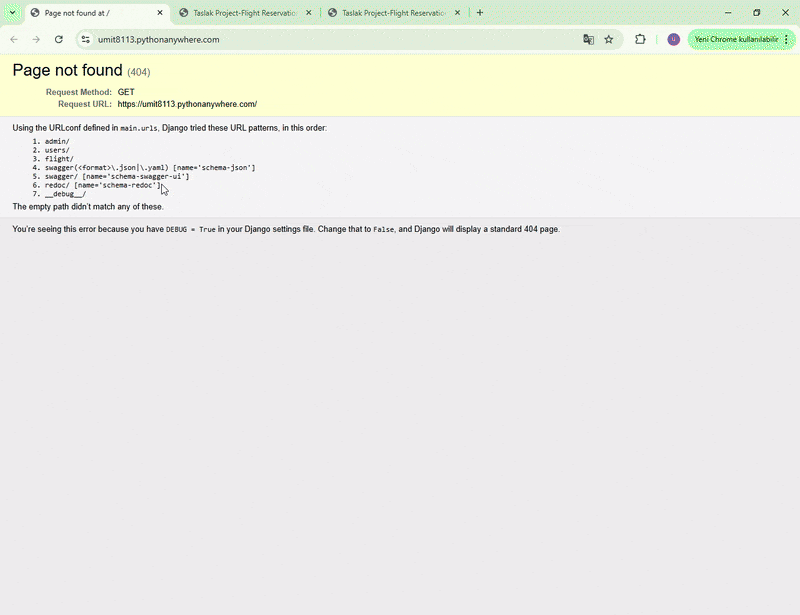 Page not found at /
Taslak Project-Flight Reservatio
Taslak Project-Flight Reservatio
umit8113.pythonanywhere.com
u
Yeni Chrome kullanılabilir
Page not found (404)
Request Method: GET
Request URL: https://umit8113.pythonanywhere.com/
Using the URLconf defined in main.urls, Django tried these URL patterns, in this order:
1. admin/
2. users/
3. flight/
4. swagger(<format>\.json|\.yaml) [name='schema-json']
5. swagger/ [name='schema-swagger-ui']
6. redoc/ [name='schema-redoc']
7. __debug__/
The empty path didn't match any of these.
You're seeing this error because you have DEBUG = True in your Django settings file. Change that to False, and Django will display a standard 404 page.